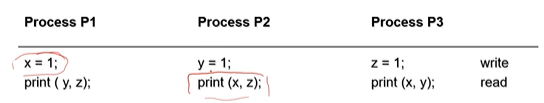 Process P1 Process P2 Process P3
x = 1; y = 1; z = 1; write
print ( y, z); print (x, z); print (x, y); read